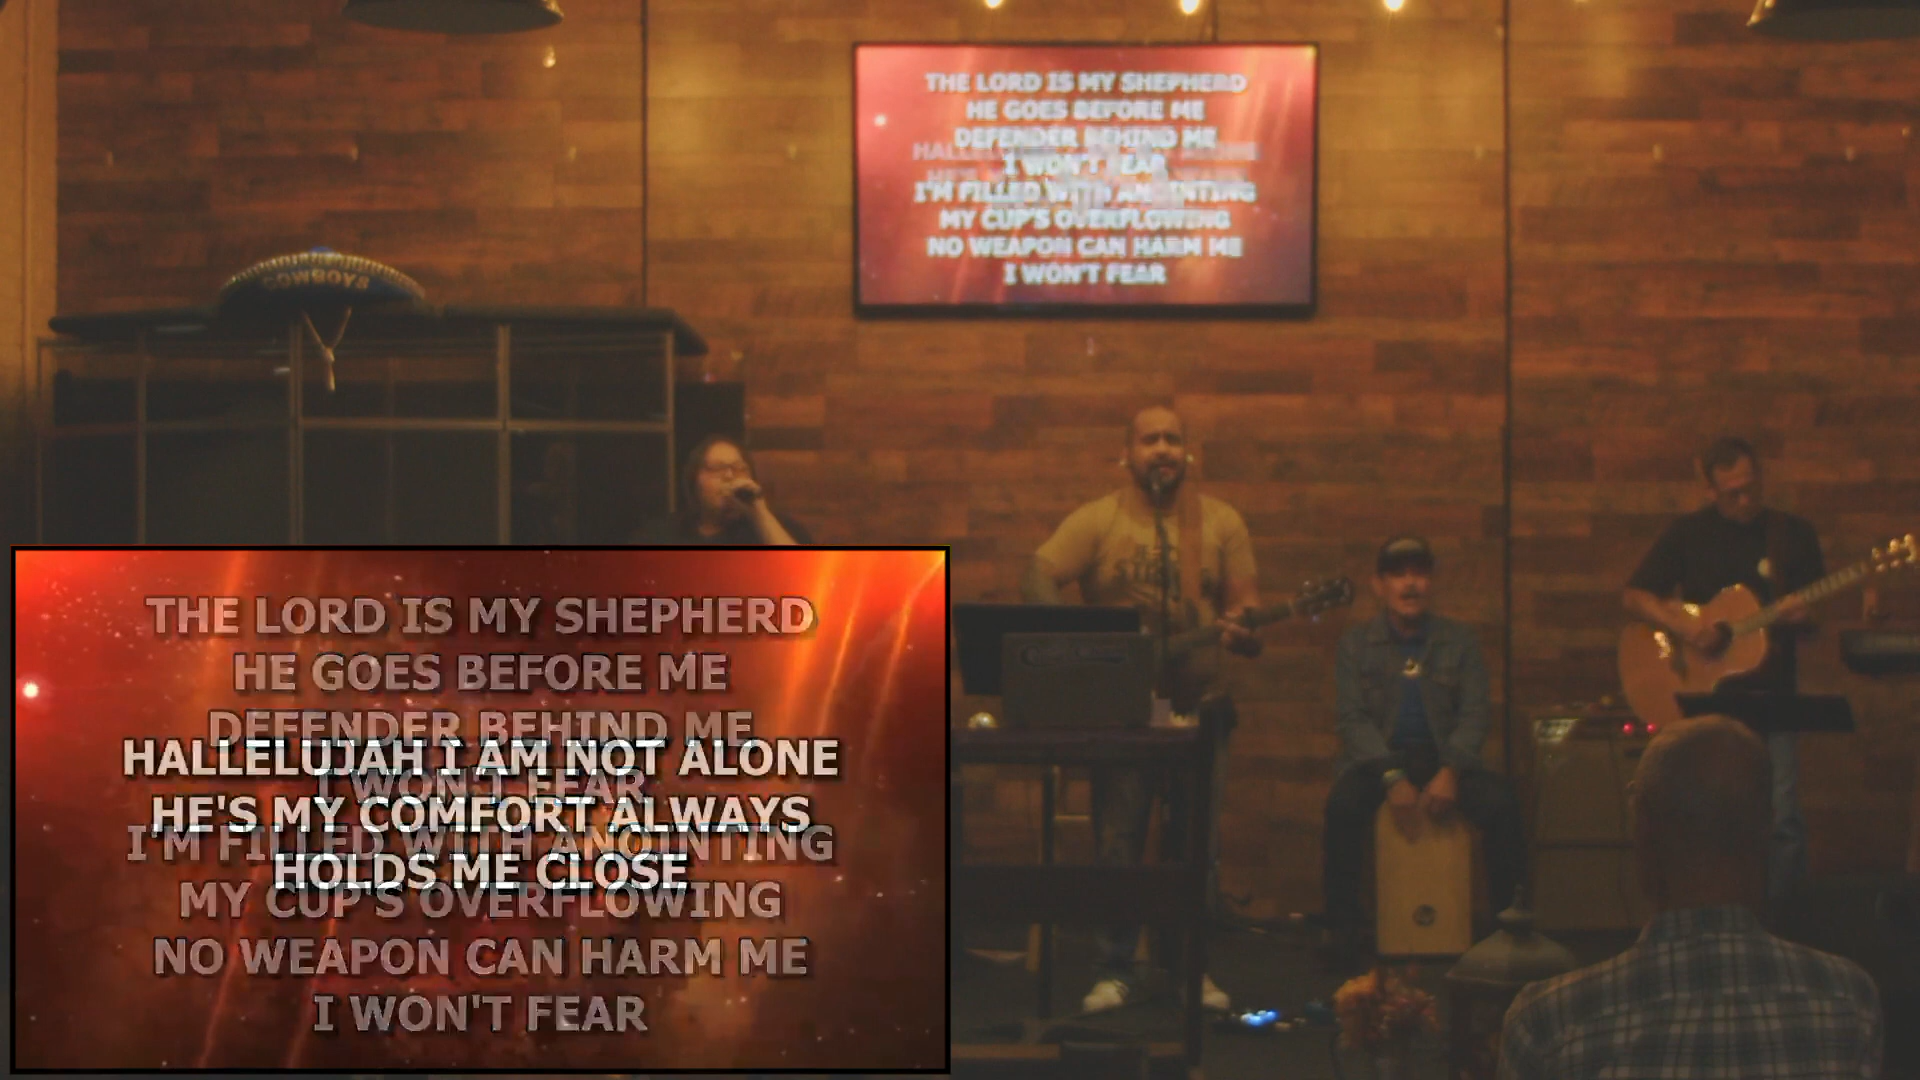 THE LORD IS MY SHEPHERD
HE GOES BEFORE ME
DEFENDER BEHIND ME
HALLELUJAH ALONE
I WON'T FEAR
I'M FILLED WITH ANOINTING
MY CUP'S OVERFLOWING
NO WEAPON CAN HARM ME
I WON'T FEAR
COWBOYS
THE LORD IS MY SHEPHERD
HE GOES BEFORE ME
DEFENDER BEHIND ME
HALLELUJAH I AM NOT ALONE
I WON'T FEAR
HE'S MY COMFORT ALWAYS
I'M FILLED WITH ANOINTING
HOLDS ME CLOSE
MY CUP'S OVERFLOWING
NO WEAPON CAN HARM ME
I WON'T FEAR